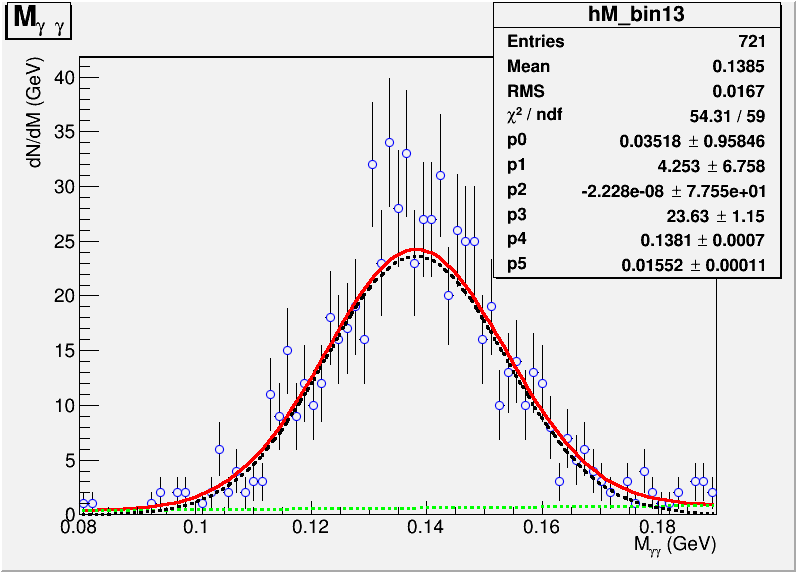 M γ γ
hM_bin13
Entries 721
Mean 0.1385
RMS 0.0167
χ² / ndf 54.31 / 59
p0 0.03518 ± 0.95846
p1 4.253 ± 6.758
p2 -2.228e-08 ± 7.755e+01
p3 23.63 ± 1.15
p4 0.1381 ± 0.0007
p5 0.01552 ± 0.00011
dN/dM (GeV)
40
35
30
25
20
15
10
5
0
0.08 0.1 0.12 0.14 0.16 0.18
Mγγ (GeV)